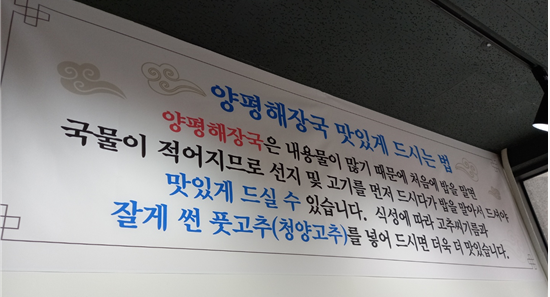 양평해장국 맛있게 드시는 법
양평해장국은 내용물이 많기 때문에 처음에 밥을 말면
국물이 적어지므로 선지 및 고기를 먼저 드시다가 밥을 말아서 드셔야
맛있게 드실 수 있습니다. 식성에 따라 고추씨기름과
잘게 썬 풋고추(청양고추)를 넣어 드시면 더욱 더 맛있습니다.